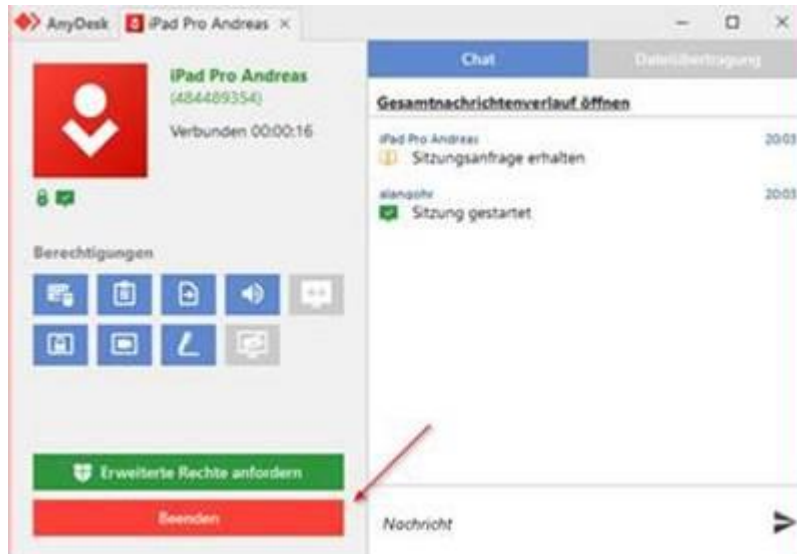 AnyDesk
iPad Pro Andreas
iPad Pro Andreas
(484489354)
Verbunden 00:00:16
Berechtigungen
Erweiterte Rechte anfordern
Beenden
Chat
Dateiübertragung
Gesamtnachrichtenverlauf öffnen
iPad Pro Andreas 20:03
Sitzungsanfrage erhalten
20:03
Sitzung gestartet
Nachricht